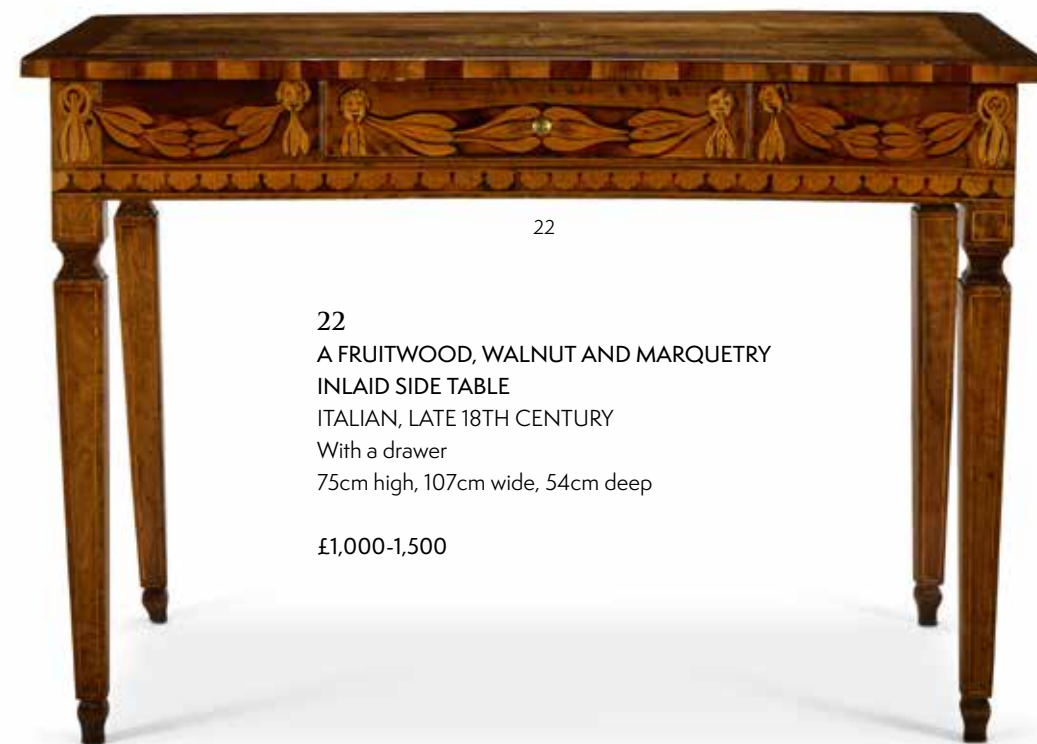 22
22
A FRUITWOOD, WALNUT AND MARQUETRY
INLAID SIDE TABLE
ITALIAN, LATE 18TH CENTURY
With a drawer
75cm high, 107cm wide, 54cm deep
£1,000-1,500